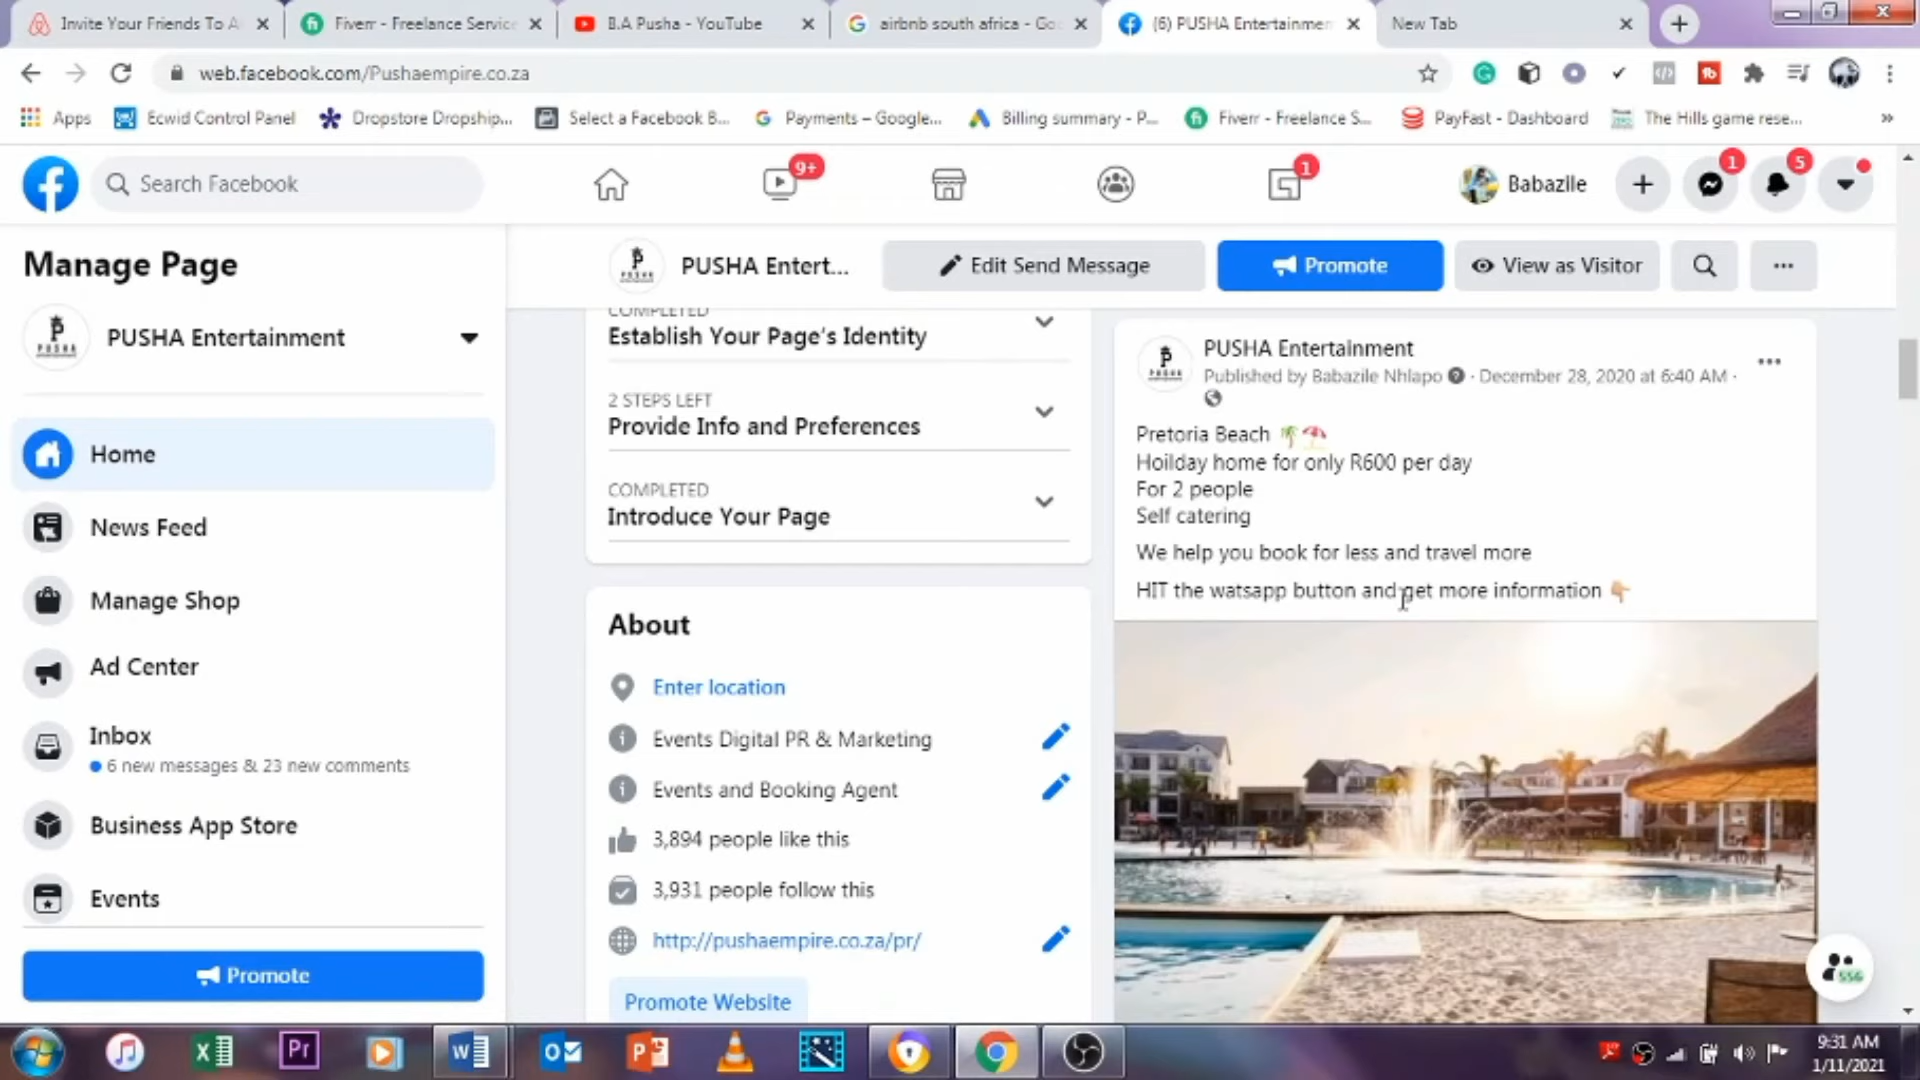 Invite Your Friends To A
Fiverr - Freelance Service
B.A Pusha - YouTube
airbnb south africa - Go
(6) PUSHA Entertainmen
New Tab
web.facebook.com/Pushaempire.co.za
Apps
Ecwid Control Panel
Dropstore Dropship...
Select a Facebook B...
Payments – Google...
Billing summary - P...
Fiverr - Freelance S...
PayFast - Dashboard
The Hills game rese...
Search Facebook
9+
1
Babazile
1
5
Manage Page
PUSHA Entert...
Edit Send Message
Promote
View as Visitor
PUSHA Entertainment
Home
News Feed
Manage Shop
Ad Center
Inbox
6 new messages & 23 new comments
Business App Store
Events
Promote
COMPLETED
Establish Your Page's Identity
2 STEPS LEFT
Provide Info and Preferences
COMPLETED
Introduce Your Page
About
Enter location
Events Digital PR & Marketing
Events and Booking Agent
3,894 people like this
3,931 people follow this
http://pushaempire.co.za/pr/
Promote Website
PUSHA Entertainment
Published by Babazile Nhlapo · December 28, 2020 at 6:40 AM ·
Pretoria Beach 🌴⛱️
Hoilday home for only R600 per day
For 2 people
Self catering
We help you book for less and travel more
HIT the watsapp button and get more information 👇
556
9:31 AM
1/11/2021